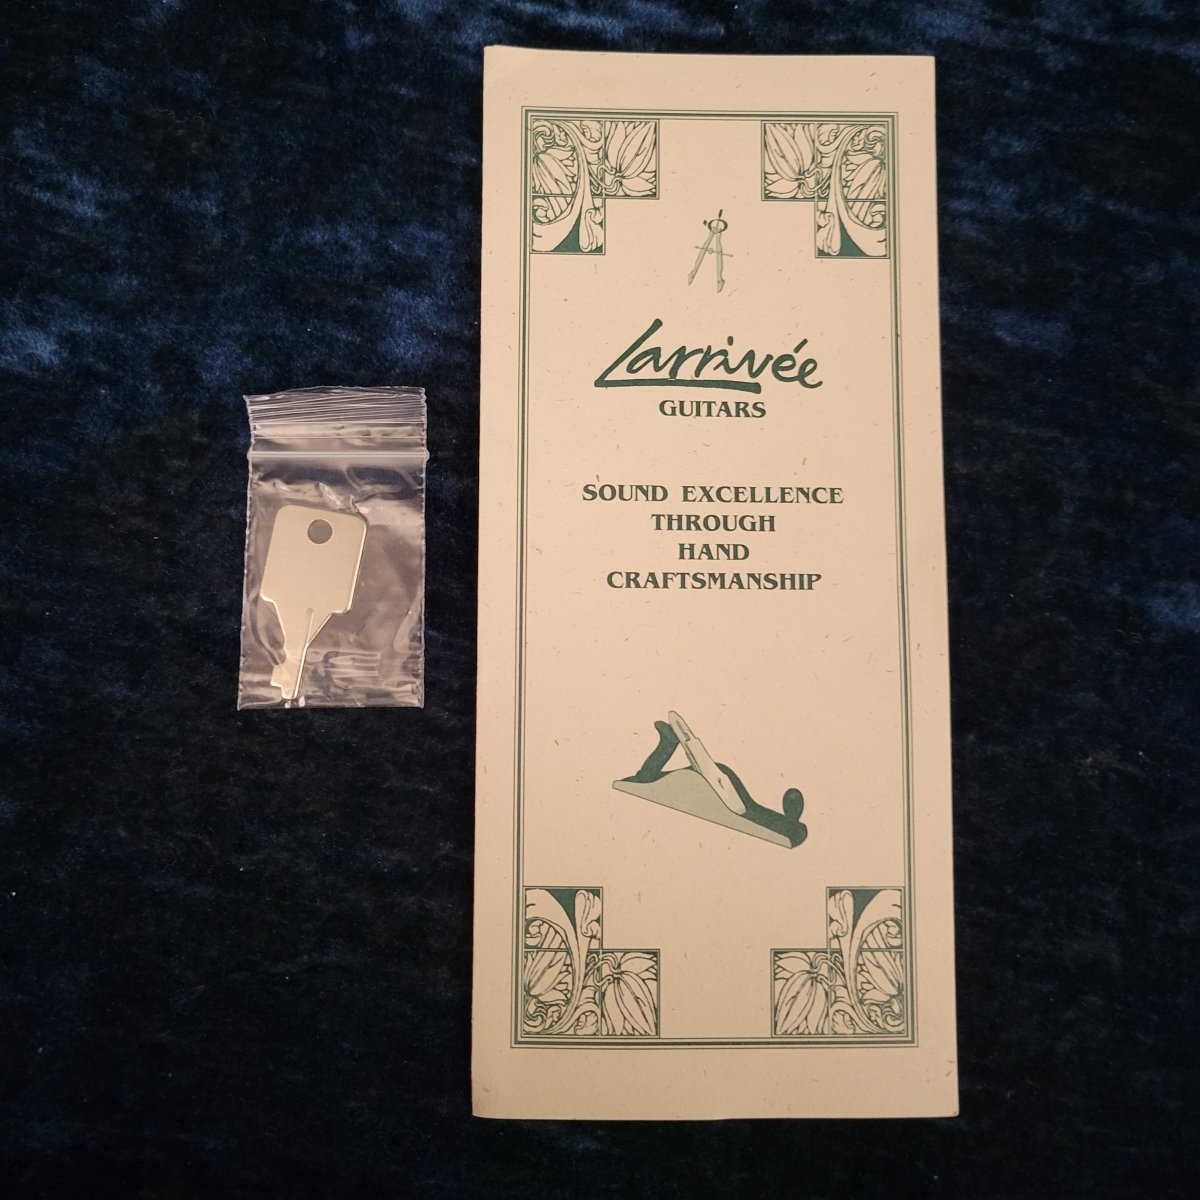 Larrivée
GUITARS
SOUND EXCELLENCE
THROUGH
HAND
CRAFTSMANSHIP